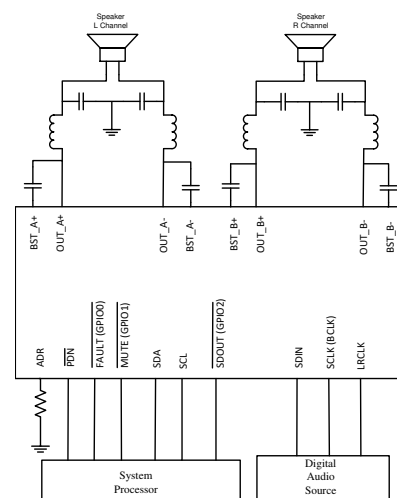 Speaker
L Channel
Speaker
R Channel
BST_A+
OUT_A+
OUT_A-
BST_A-
BST_B+
OUT_B+
OUT_B-
BST_B-
ADR
PDN
FAULT (GPIO0)
MUTE (GPIO1)
SDA
SCL
SDOUT (GPIO2)
SDIN
SCLK (BCLK)
LRCLK
System
Processor
Digital
Audio
Source